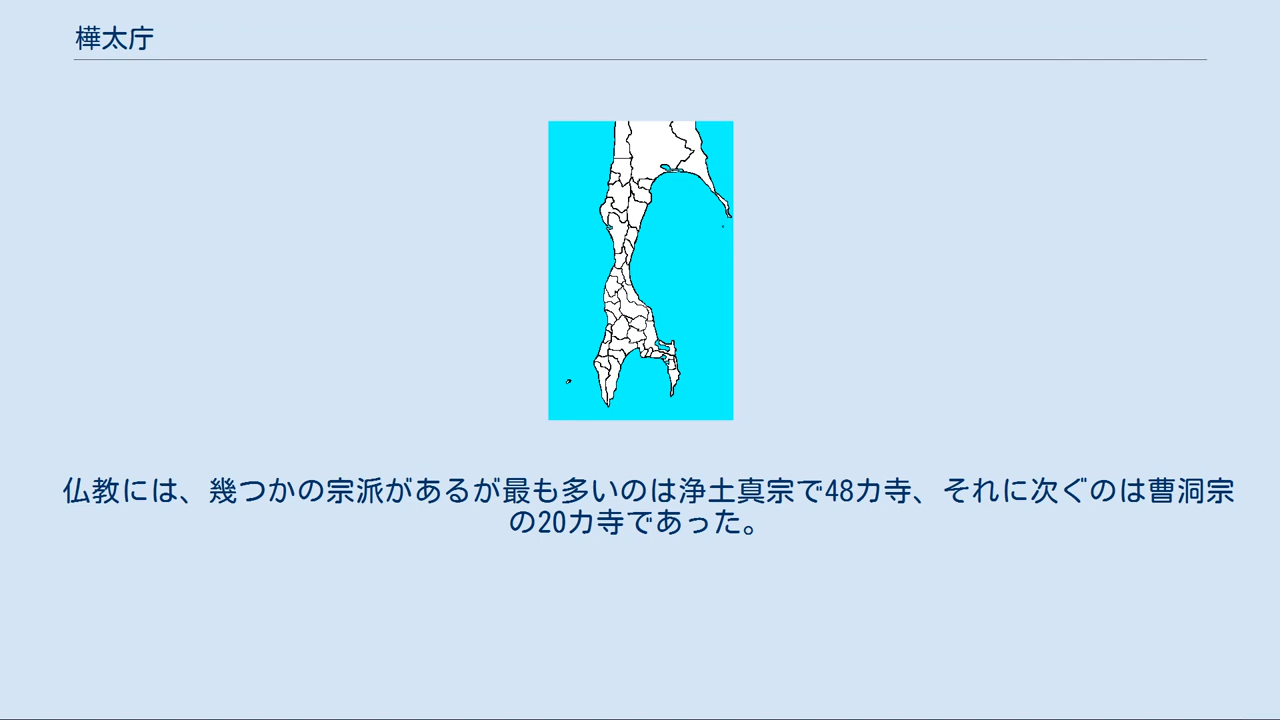 樺太庁
仏教には、幾つかの宗派があるが最も多いのは浄土真宗で48カ寺、それに次ぐのは曹洞宗
の20カ寺であった。